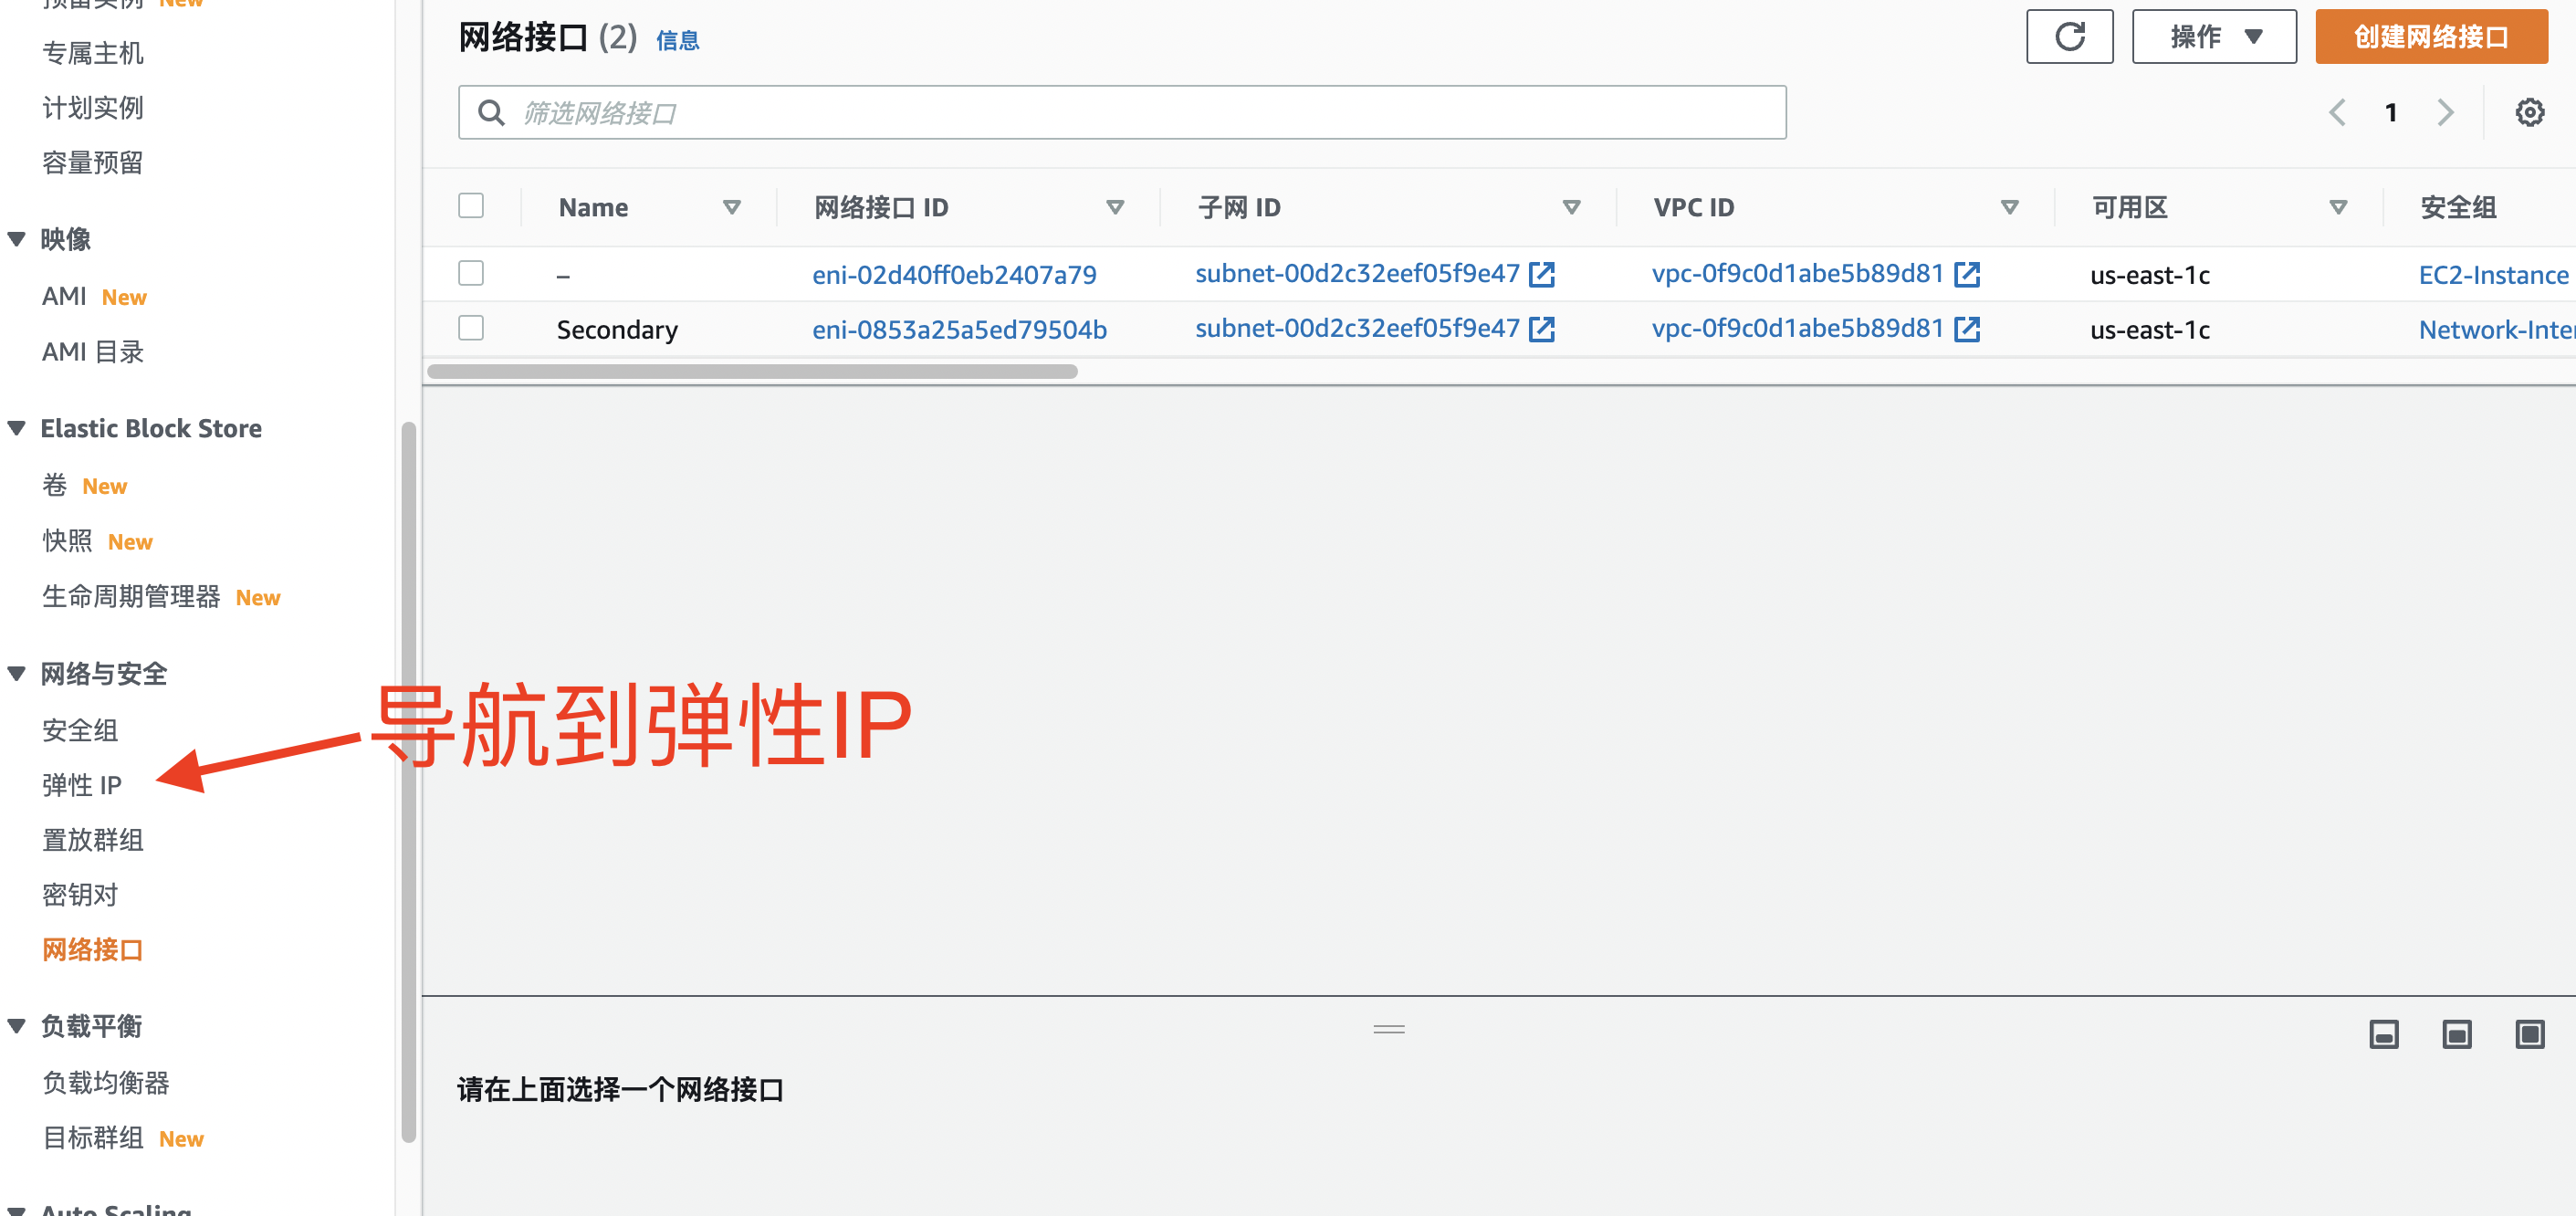 预留实例 New
专属主机
计划实例
容量预留
映像
AMI New
AMI 目录
Elastic Block Store
卷 New
快照 New
生命周期管理器 New
网络与安全
安全组
弹性 IP
置放群组
密钥对
网络接口
负载平衡
负载均衡器
目标群组 New
Auto Scaling
导航到弹性IP
网络接口 (2) 信息
操作
创建网络接口
筛选网络接口
1
Name 网络接口 ID 子网 ID VPC ID 可用区 安全组
– eni-02d40ff0eb2407a79 subnet-00d2c32eef05f9e47 vpc-0f9c0d1abe5b89d81 us-east-1c EC2-Instance
Secondary eni-0853a25a5ed79504b subnet-00d2c32eef05f9e47 vpc-0f9c0d1abe5b89d81 us-east-1c Network-Inter
请在上面选择一个网络接口